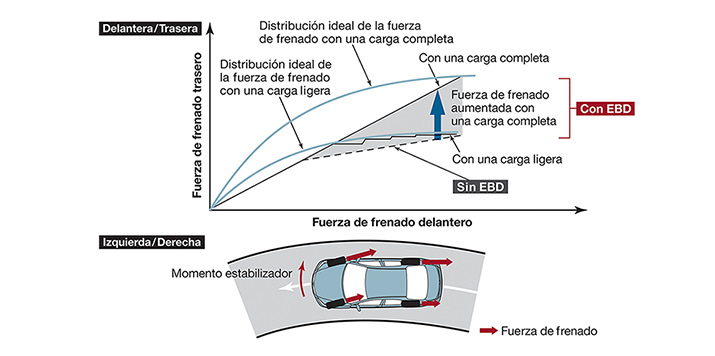 Delantera/Trasera
Distribución ideal de la fuerza
de frenado con una carga completa
Distribución ideal de
la fuerza de frenado
con una carga ligera
Con una carga completa
Fuerza de frenado
aumentada con
una carga completa
Con EBD
Con una carga ligera
Sin EBD
Fuerza de frenado trasero
Fuerza de frenado delantero
Izquierda/Derecha
Momento estabilizador
Fuerza de frenado